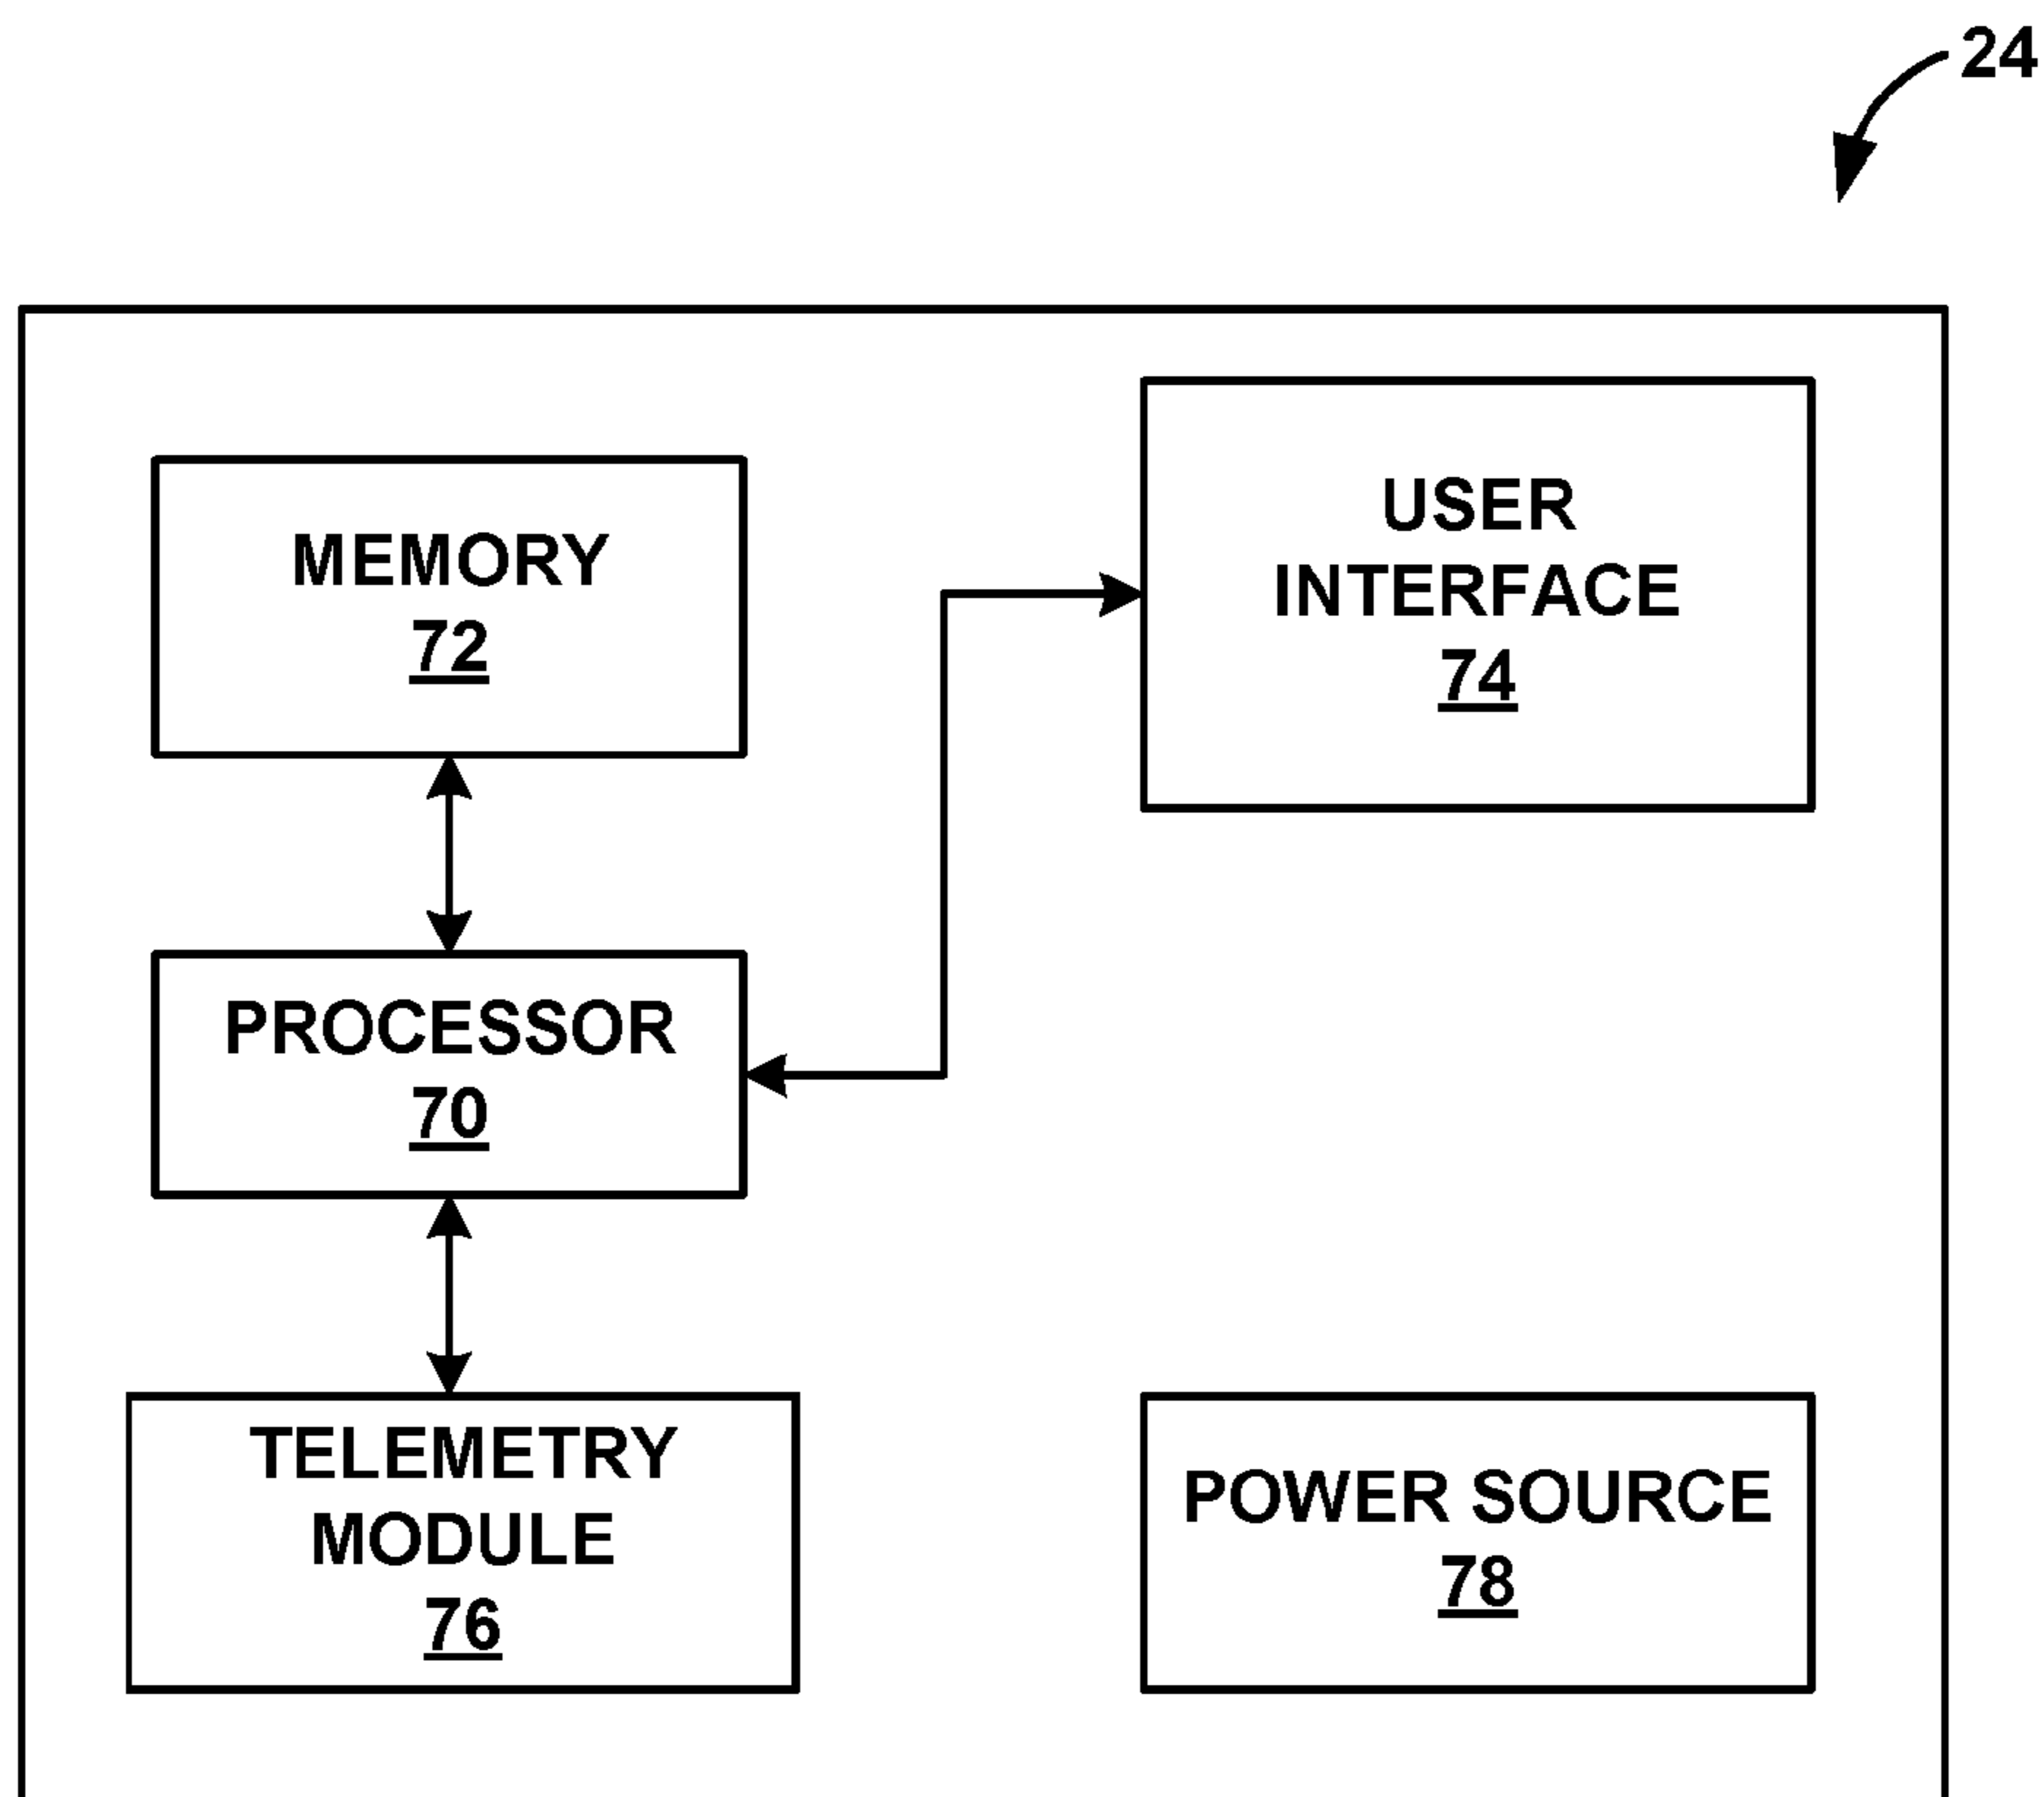 24
MEMORY
72
USER
INTERFACE
74
PROCESSOR
70
TELEMETRY
MODULE
76
POWER SOURCE
78